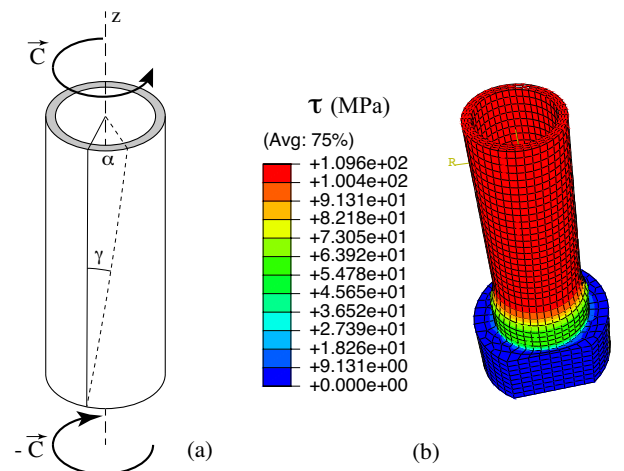 z
C
α
γ
- C
(a)
τ (MPa)
(Avg: 75%)
+1.096e+02
+1.004e+02
+9.131e+01
+8.218e+01
+7.305e+01
+6.392e+01
+5.478e+01
+4.565e+01
+3.652e+01
+2.739e+01
+1.826e+01
+9.131e+00
+0.000e+00
R
(b)